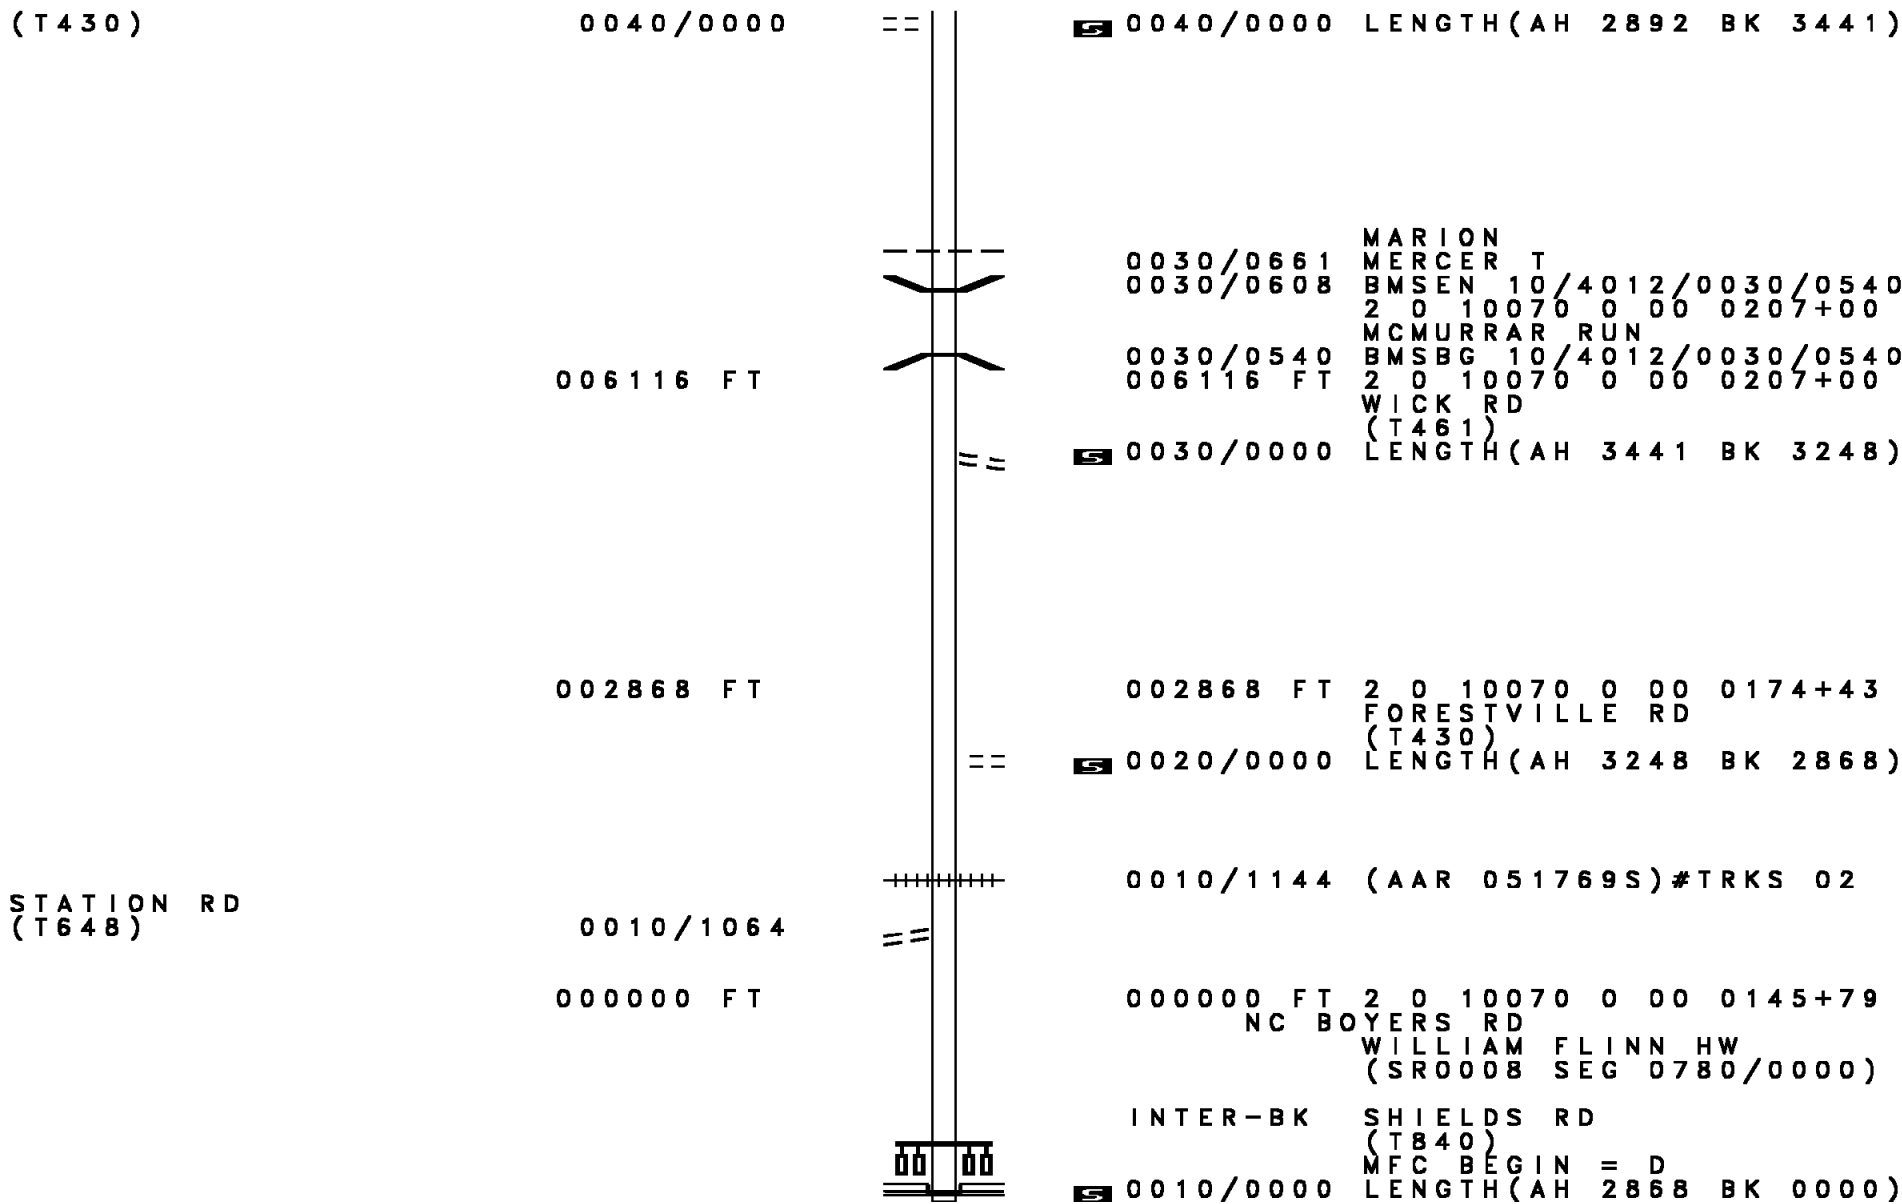 (T430) 0040/0000 S 0040/0000 LENGTH(AH 2892 BK 3441)
MARION
0030/0661 MERCER T
0030/0608 BMSEN 10/4012/0030/0540
2 0 10070 0 00 0207+00
MCMURRAR RUN
0030/0540 BMSBG 10/4012/0030/0540
006116 FT 006116 FT 2 0 10070 0 00 0207+00
WICK RD
(T461)
S 0030/0000 LENGTH(AH 3441 BK 3248)
002868 FT 002868 FT 2 0 10070 0 00 0174+43
FORESTVILLE RD
(T430)
S 0020/0000 LENGTH(AH 3248 BK 2868)
0010/1144 (AAR 051769S)#TRKS 02
STATION RD
(T648) 0010/1064
000000 FT 000000 FT 2 0 10070 0 00 0145+79
NC BOYERS RD
WILLIAM FLINN HW
(SR0008 SEG 0780/0000)
INTER-BK SHIELDS RD
(T840)
MFC BEGIN = D
S 0010/0000 LENGTH(AH 2868 BK 0000)